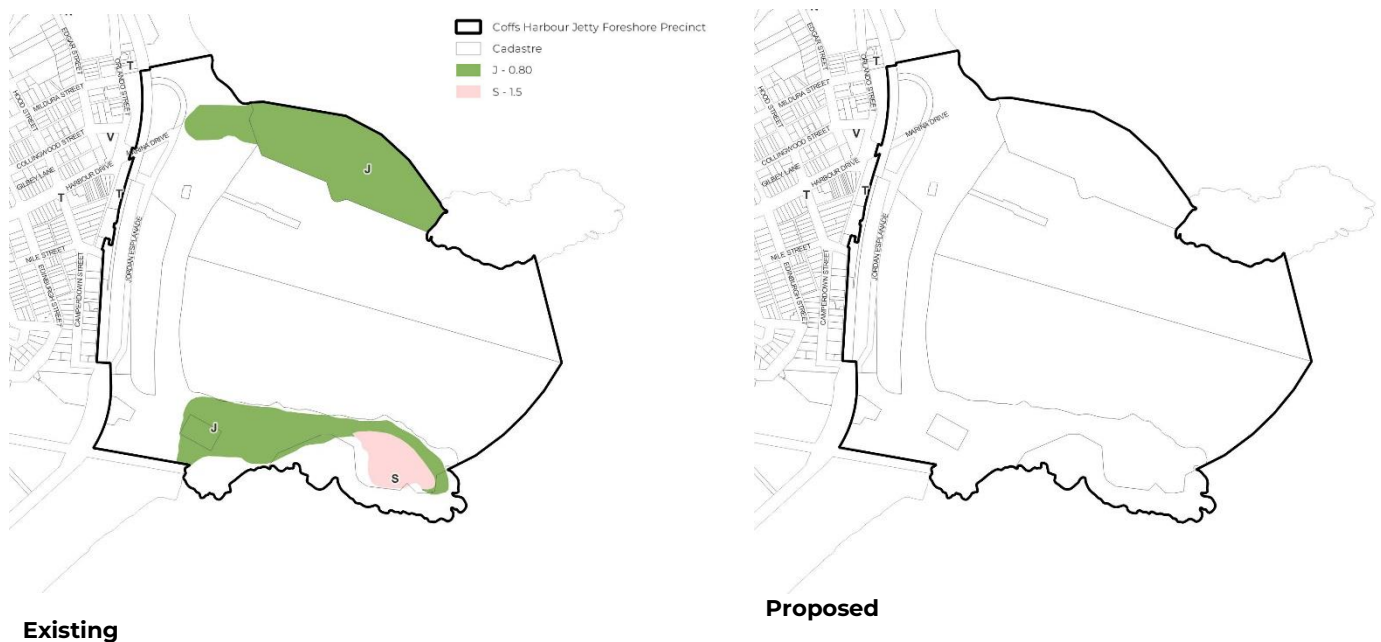 Coffs Harbour Jetty Foreshore Precinct
Cadastre
J - 0.80
S - 1.5
EDGAR STREET
ORLANDO STREET
T
HOOD STREET
MILDURA STREET
COLLINGWOOD STREET
V
MARINA DRIVE
GILBEY LANE
HARBOUR DRIVE
T
T
J
NILE STREET
JORDAN ESPLANADE
EDINBURGH STREET
CAMPERDOWN STREET
J
S
Existing
EDGAR STREET
ORLANDO STREET
T
HOOD STREET
MILDURA STREET
COLLINGWOOD STREET
V
MARINA DRIVE
GILBEY LANE
HARBOUR DRIVE
T
T
NILE STREET
JORDAN ESPLANADE
EDINBURGH STREET
CAMPERDOWN STREET
Proposed